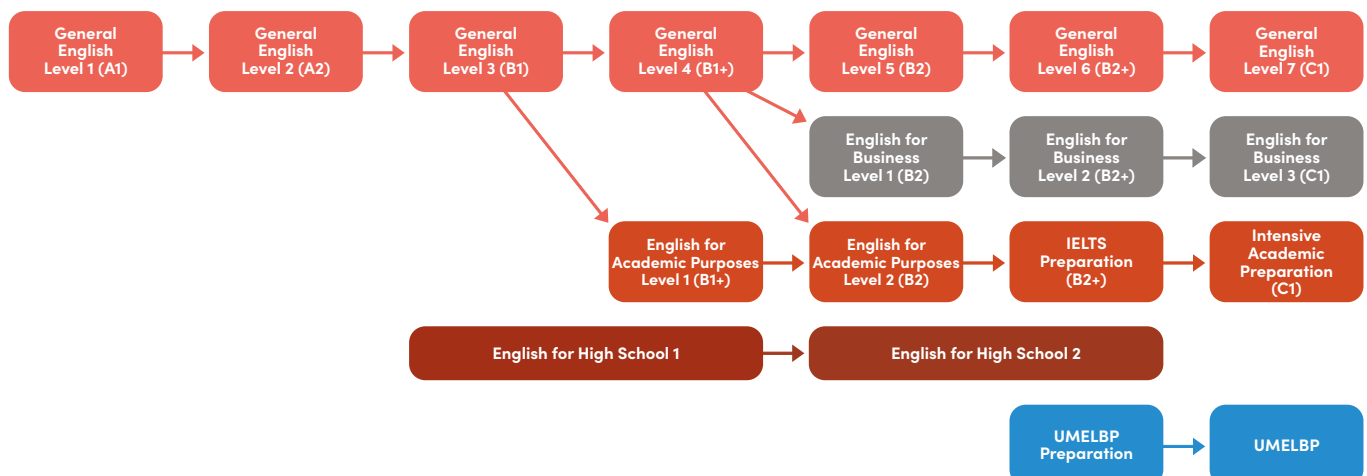 General
English
Level 1 (A1)
General
English
Level 2 (A2)
General
English
Level 3 (B1)
General
English
Level 4 (B1+)
General
English
Level 5 (B2)
General
English
Level 6 (B2+)
General
English
Level 7 (C1)
English for
Business
Level 1 (B2)
English for
Business
Level 2 (B2+)
English for
Business
Level 3 (C1)
English for
Academic Purposes
Level 1 (B1+)
English for
Academic Purposes
Level 2 (B2)
IELTS
Preparation
(B2+)
Intensive
Academic
Preparation
(C1)
English for High School 1
English for High School 2
UMELBP
Preparation
UMELBP